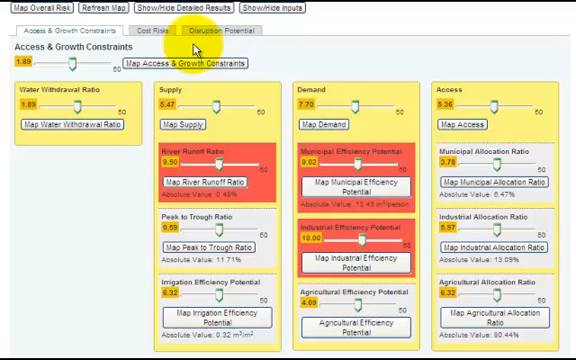 Map Overall Risk Refresh Map Show/Hide Detailed Results Show/Hide Inputs
Access & Growth Constraints Cost Risks Disruption Potential
Access & Growth Constraints
1.89 50 Map Access & Growth Constraints
Water Withdrawal Ratio
1.89 50
Map Water Withdrawal Ratio
Supply
5.47 50
Map Supply
River Runoff Ratio
9.50 50
Map River Runoff Ratio
Absolute Value: 0.45%
Peak to Trough Ratio
9.59 50
Map Peak to Trough Ratio
Absolute Value: 11.71%
Irrigation Efficiency Potential
6.32 50
Map Irrigation Efficiency
Potential
Absolute Value: 0.32 m³/m²
Demand
7.70 50
Map Demand
Municipal Efficiency Potential
9.02 50
Map Municipal Efficiency
Potential
Absolute Value: 13.43 m³/person
Industrial Efficiency Potential
10.00 50
Map Industrial Efficiency
Potential
Agricultural Efficiency Potential
4.09 50
Agricultural Efficiency
Potential
Access
5.36 50
Map Access
Municipal Allocation Ratio
3.78 50
Map Municipal Allocation Ratio
Absolute Value: 6.47%
Industrial Allocation Ratio
5.97 50
Map Industrial Allocation Ratio
Absolute Value: 13.09%
Agricultural Allocation Ratio
6.32 50
Map Agricultural Allocation
Ratio
Absolute Value: 80.44%